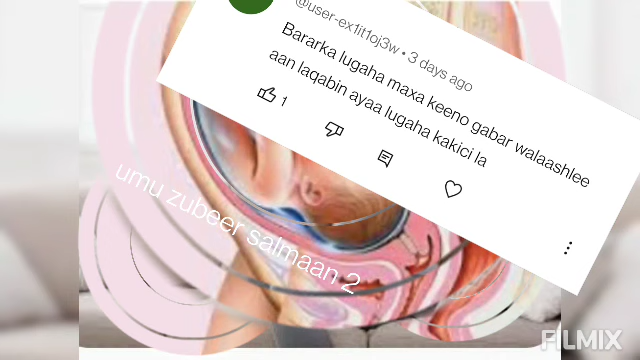 @user-ex1it1oj3w • 3 days ago
Bararka lugaha maxa keeno gabar walaashlee
aan laqabin ayaa lugaha kakici la
1
umu zubeer salmaan 2
FILMIX